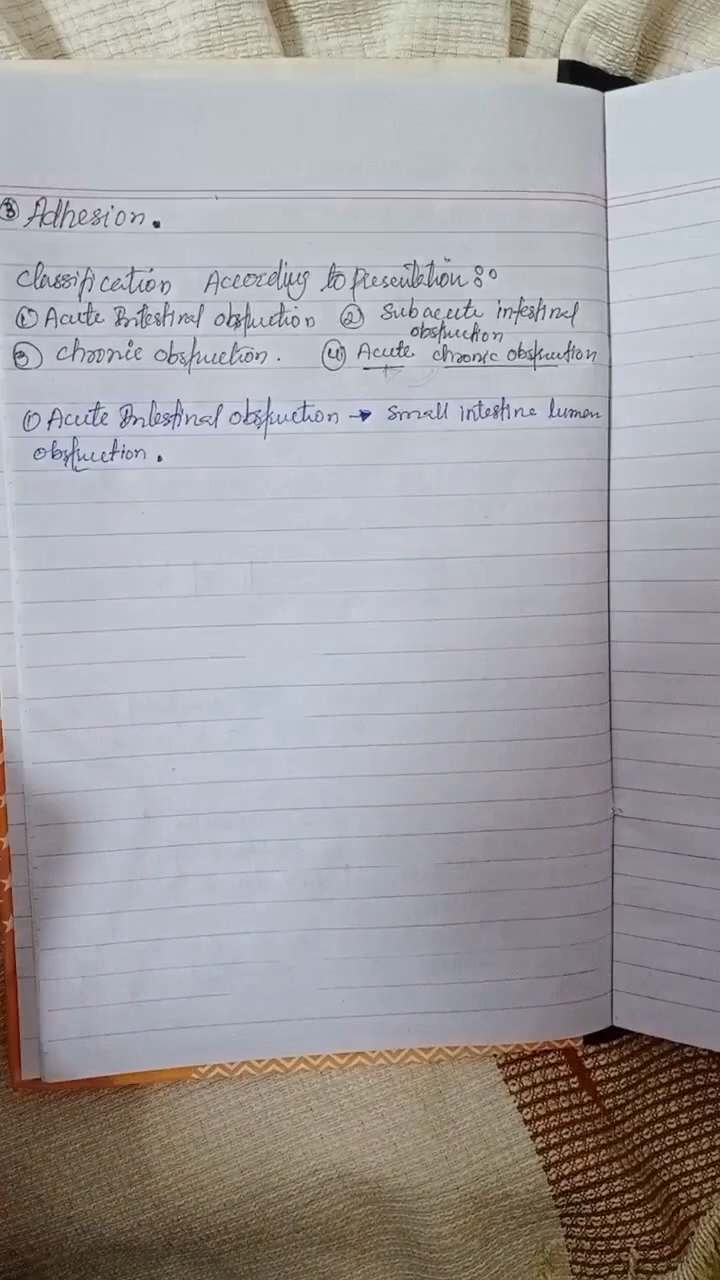 ③ Adhesion.
Classification According to presentation :-
① Acute Intestinal obstruction ② Subacute intestinal obstruction
③ chronic obstruction. ④ Acute chronic obstruction
① Acute Intestinal obstruction → Small intestine lumen
obstruction.